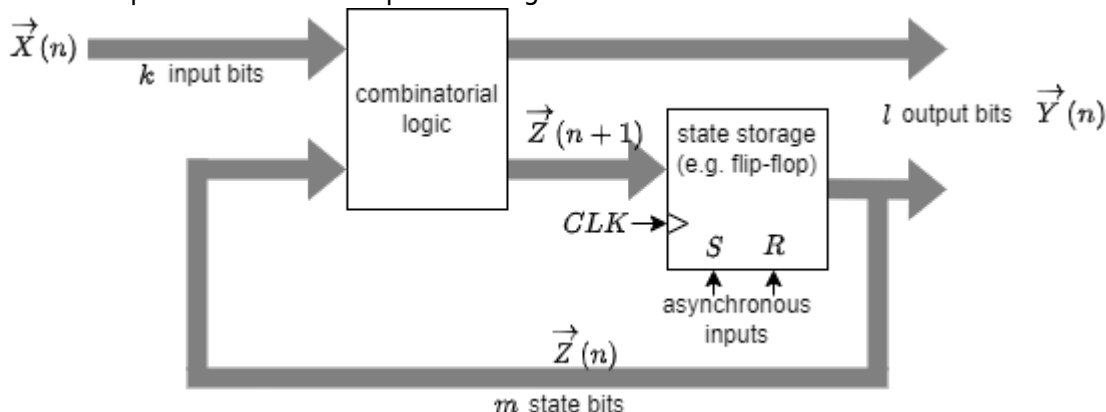 X⃗(n)
k input bits
combinatorial
logic
Z⃗(n + 1)
state storage
(e.g. flip-flop)
CLK
S R
asynchronous
inputs
l output bits Y⃗(n)
Z⃗(n)
m state bits